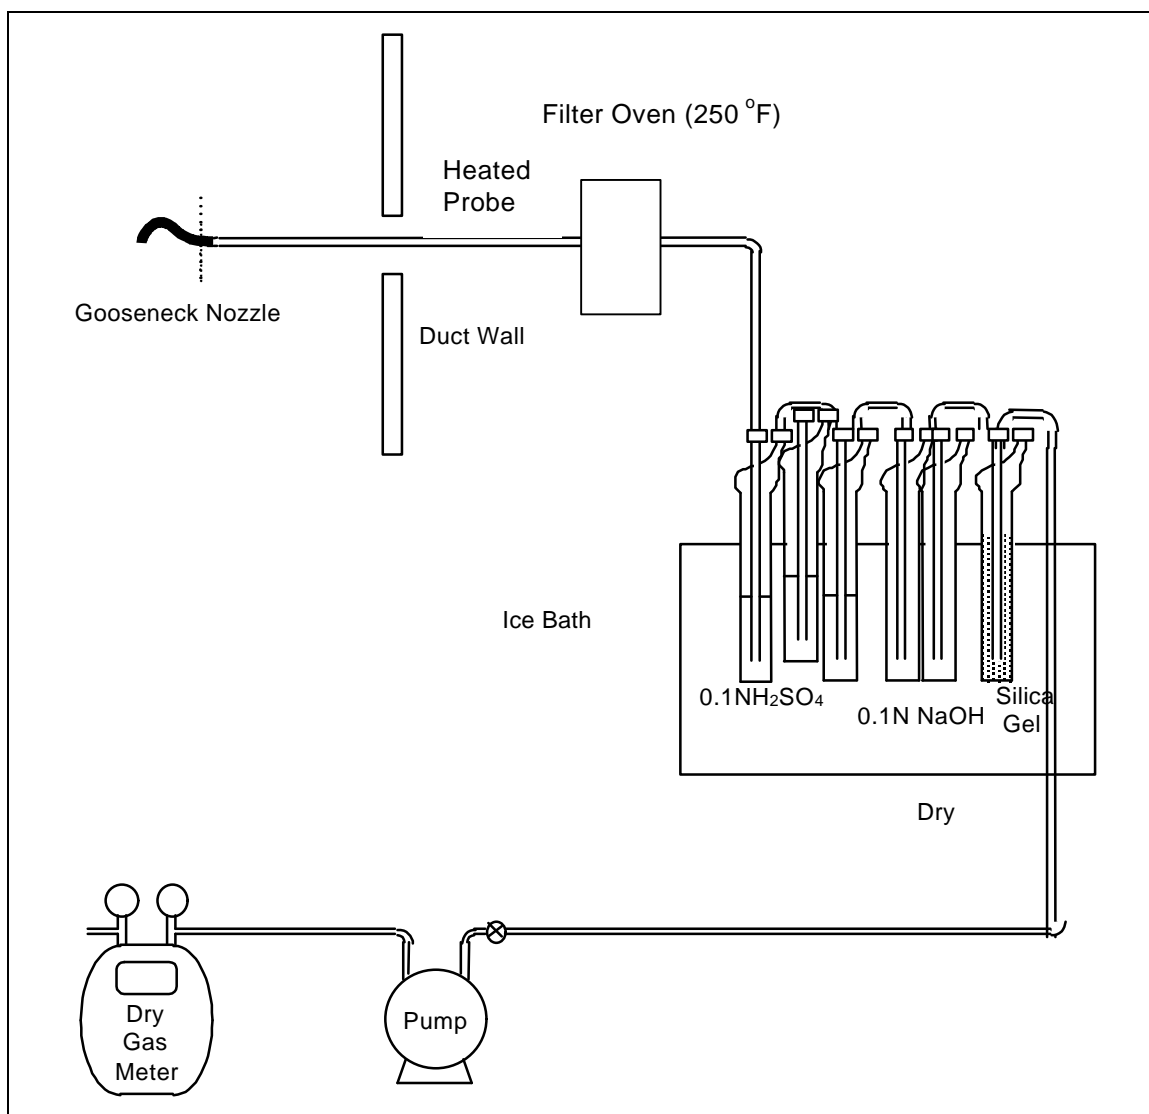 Filter Oven (250 °F)
Heated
Probe
Gooseneck Nozzle
Duct Wall
Ice Bath
0.1NH₂SO₄
0.1N NaOH
Silica
Gel
Dry
Dry
Gas
Meter
Pump